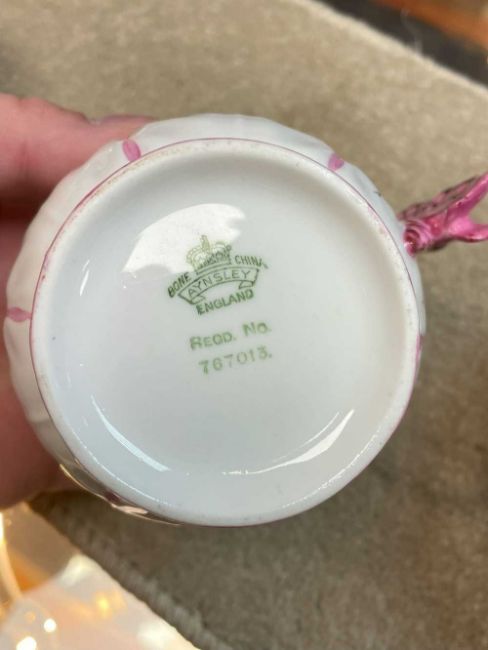 BONE CHINA
AYNSLEY
ENGLAND
REGD. NO.
767013.